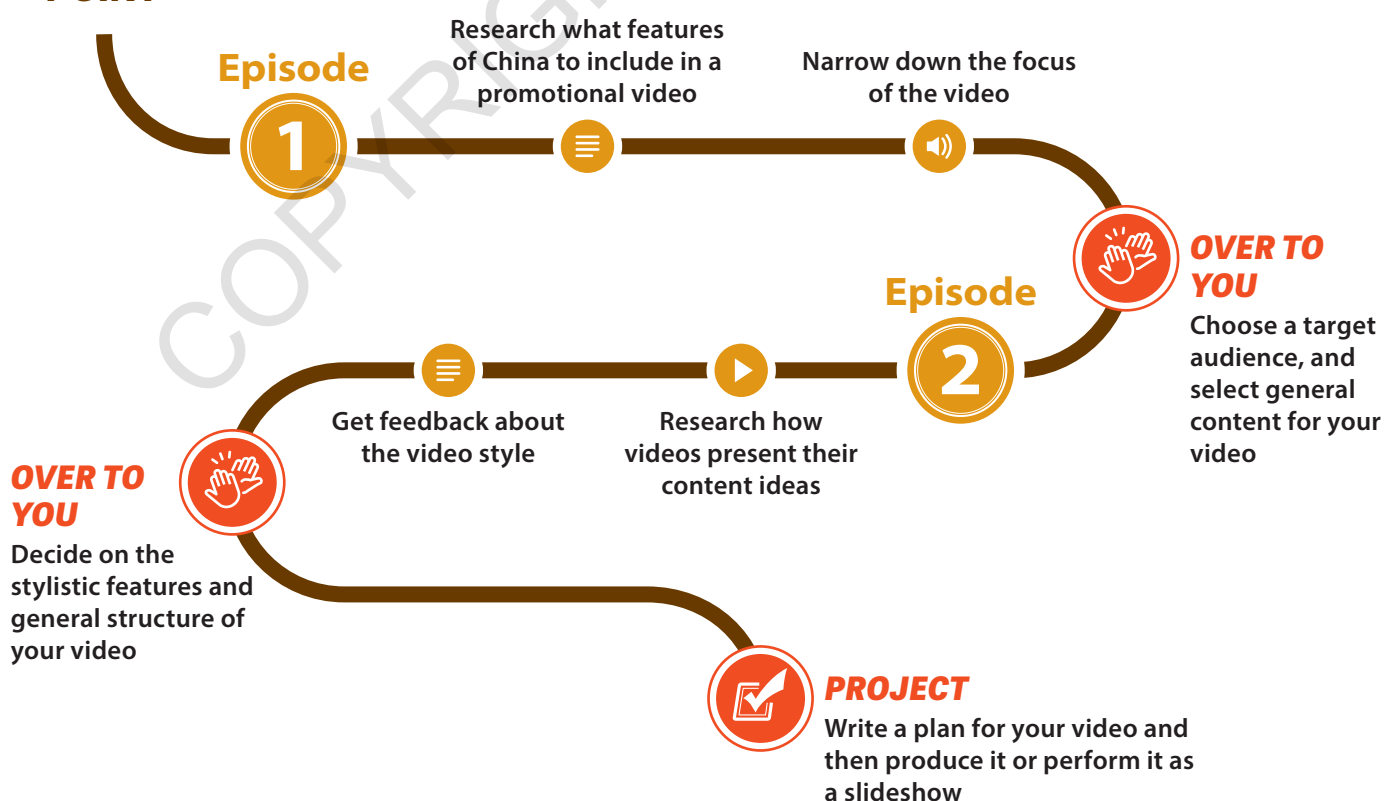 Episode
1
Research what features
of China to include in a
promotional video
Narrow down the focus
of the video
OVER TO
YOU
Choose a target
audience, and
select general
content for your
video
Episode
2
Research how
videos present their
content ideas
Get feedback about
the video style
OVER TO
YOU
Decide on the
stylistic features and
general structure of
your video
PROJECT
Write a plan for your video and
then produce it or perform it as
a slideshow